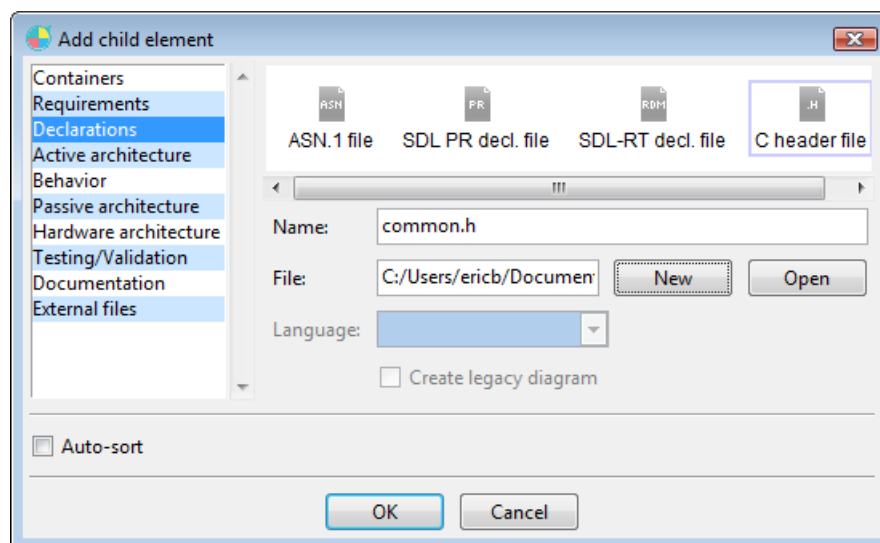 Add child element
Containers
Requirements
Declarations
Active architecture
Behavior
Passive architecture
Hardware architecture
Testing/Validation
Documentation
External files
ASN
PR
RDM
.H
ASN.1 file
SDL PR decl. file
SDL-RT decl. file
C header file
Name:
common.h
File:
C:/Users/ericb/Documen
New
Open
Language:
Create legacy diagram
Auto-sort
OK
Cancel